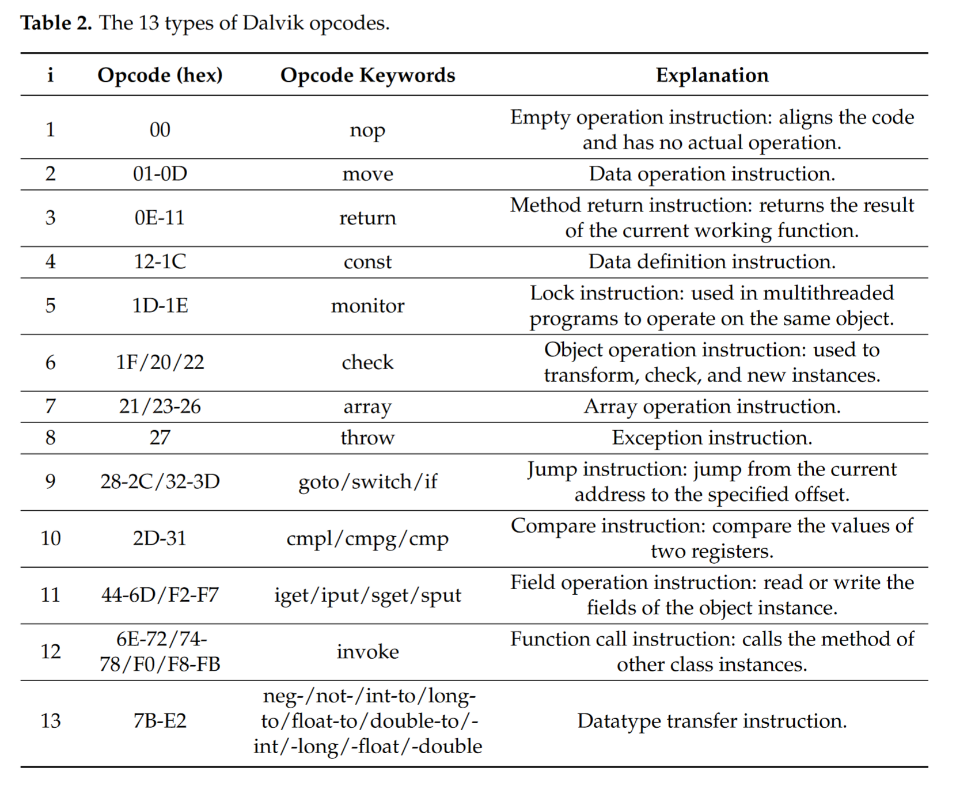 Table 2. The 13 types of Dalvik opcodes.
i Opcode (hex) Opcode Keywords Explanation
1 00 nop Empty operation instruction: aligns the code
and has no actual operation.
2 01-0D move Data operation instruction.
3 0E-11 return Method return instruction: returns the result
of the current working function.
4 12-1C const Data definition instruction.
5 1D-1E monitor Lock instruction: used in multithreaded
programs to operate on the same object.
6 1F/20/22 check Object operation instruction: used to
transform, check, and new instances.
7 21/23-26 array Array operation instruction.
8 27 throw Exception instruction.
9 28-2C/32-3D goto/switch/if Jump instruction: jump from the current
address to the specified offset.
10 2D-31 cmpl/cmpg/cmp Compare instruction: compare the values of
two registers.
11 44-6D/F2-F7 iget/iput/sget/sput Field operation instruction: read or write the
fields of the object instance.
12 6E-72/74-
78/F0/F8-FB invoke Function call instruction: calls the method of
other class instances.
13 7B-E2 neg-/not-/int-to/long-
to/float-to/double-to/-
int/-long/-float/-double Datatype transfer instruction.